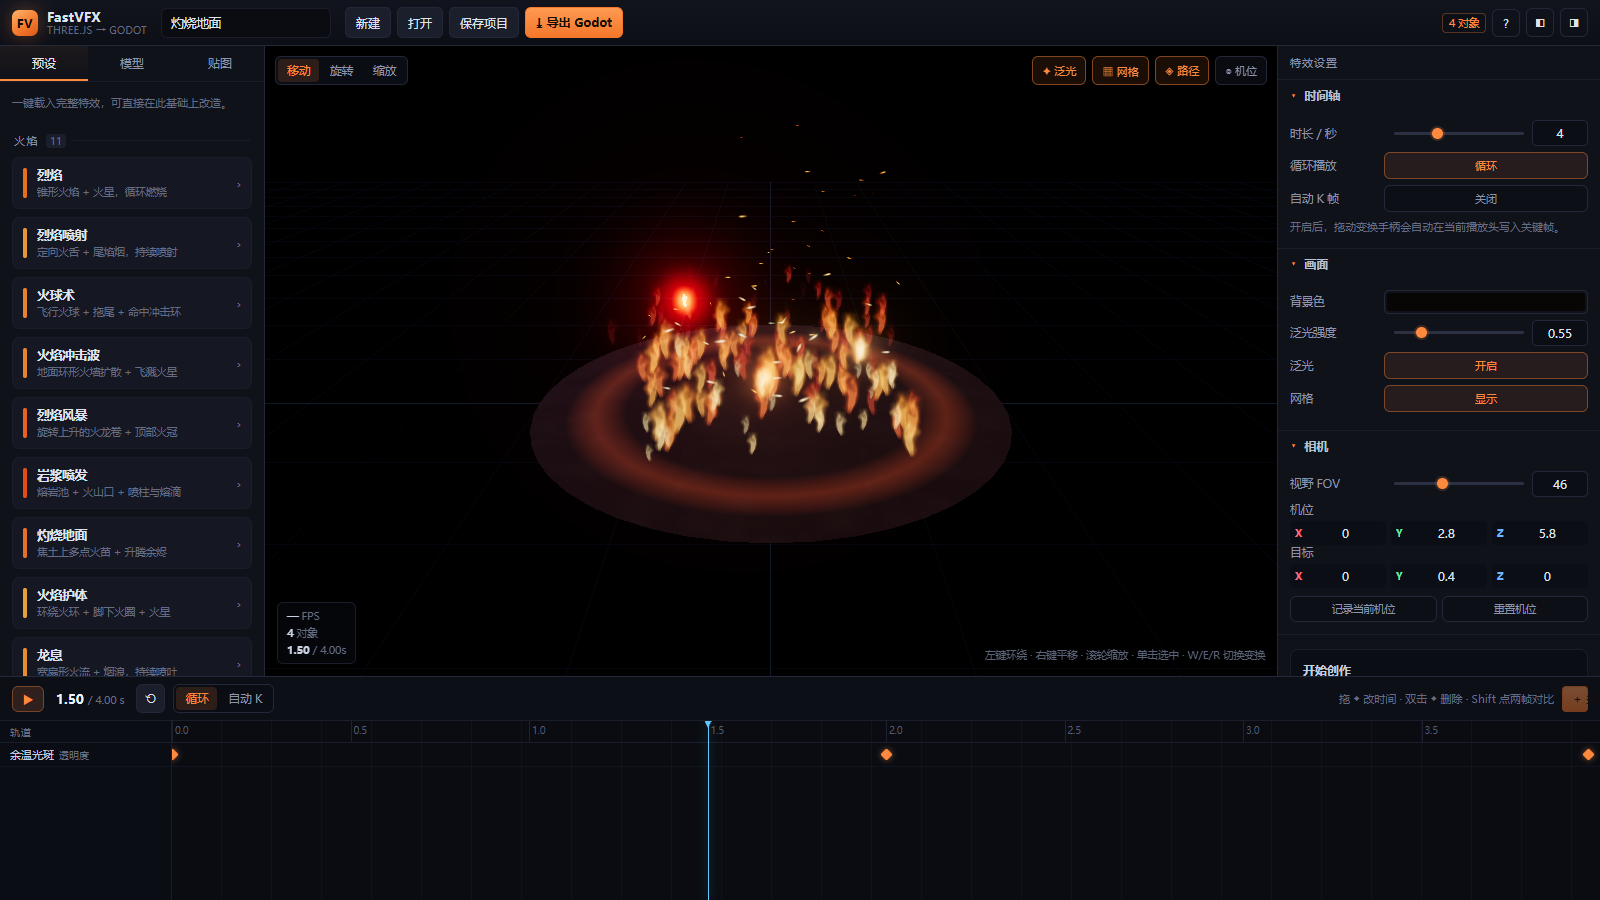 FV
FastVFX
THREE.JS → GODOT
灼烧地面
新建
打开
保存项目
导出 Godot
4 对象
?
预设
模型
贴图
一键载入完整特效，可直接在此基础上改造。
火焰 11
烈焰
锥形火焰 + 火星，循环燃烧
烈焰喷射
定向火舌 + 尾焰烟，持续喷射
火球术
飞行火球 + 拖尾 + 命中冲击环
火焰冲击波
地面环形火墙扩散 + 飞溅火星
烈焰风暴
旋转上升的火龙卷 + 顶部火冠
岩浆喷发
熔岩池 + 火山口 + 喷柱与熔滴
灼烧地面
焦土上多点火苗 + 升腾余烬
火焰护体
环绕火环 + 脚下火圈 + 火星
龙息
宽扇形火流 + 烟浪，持续喷吐
移动
旋转
缩放
泛光
网格
路径
机位
— FPS
4 对象
1.50 / 4.00s
左键环绕 · 右键平移 · 滚轮缩放 · 单击选中 · W/E/R 切换变换
特效设置
时间轴
时长 / 秒
4
循环播放
循环
自动 K 帧
关闭
开启后，拖动变换手柄会自动在当前播放头写入关键帧。
画面
背景色
泛光强度
0.55
泛光
开启
网格
显示
相机
视野 FOV
46
机位
X 0 Y 2.8 Z 5.8
目标
X 0 Y 0.4 Z 0
记录当前机位
重置机位
开始创作
1.50 / 4.00 s
循环
自动 K
拖 ✦ 改时间 · 双击 ✦ 删除 · Shift 点两帧对比
+
轨道
0.0 0.5 1.0 1.5 2.0 2.5 3.0 3.5
余温光斑 透明度